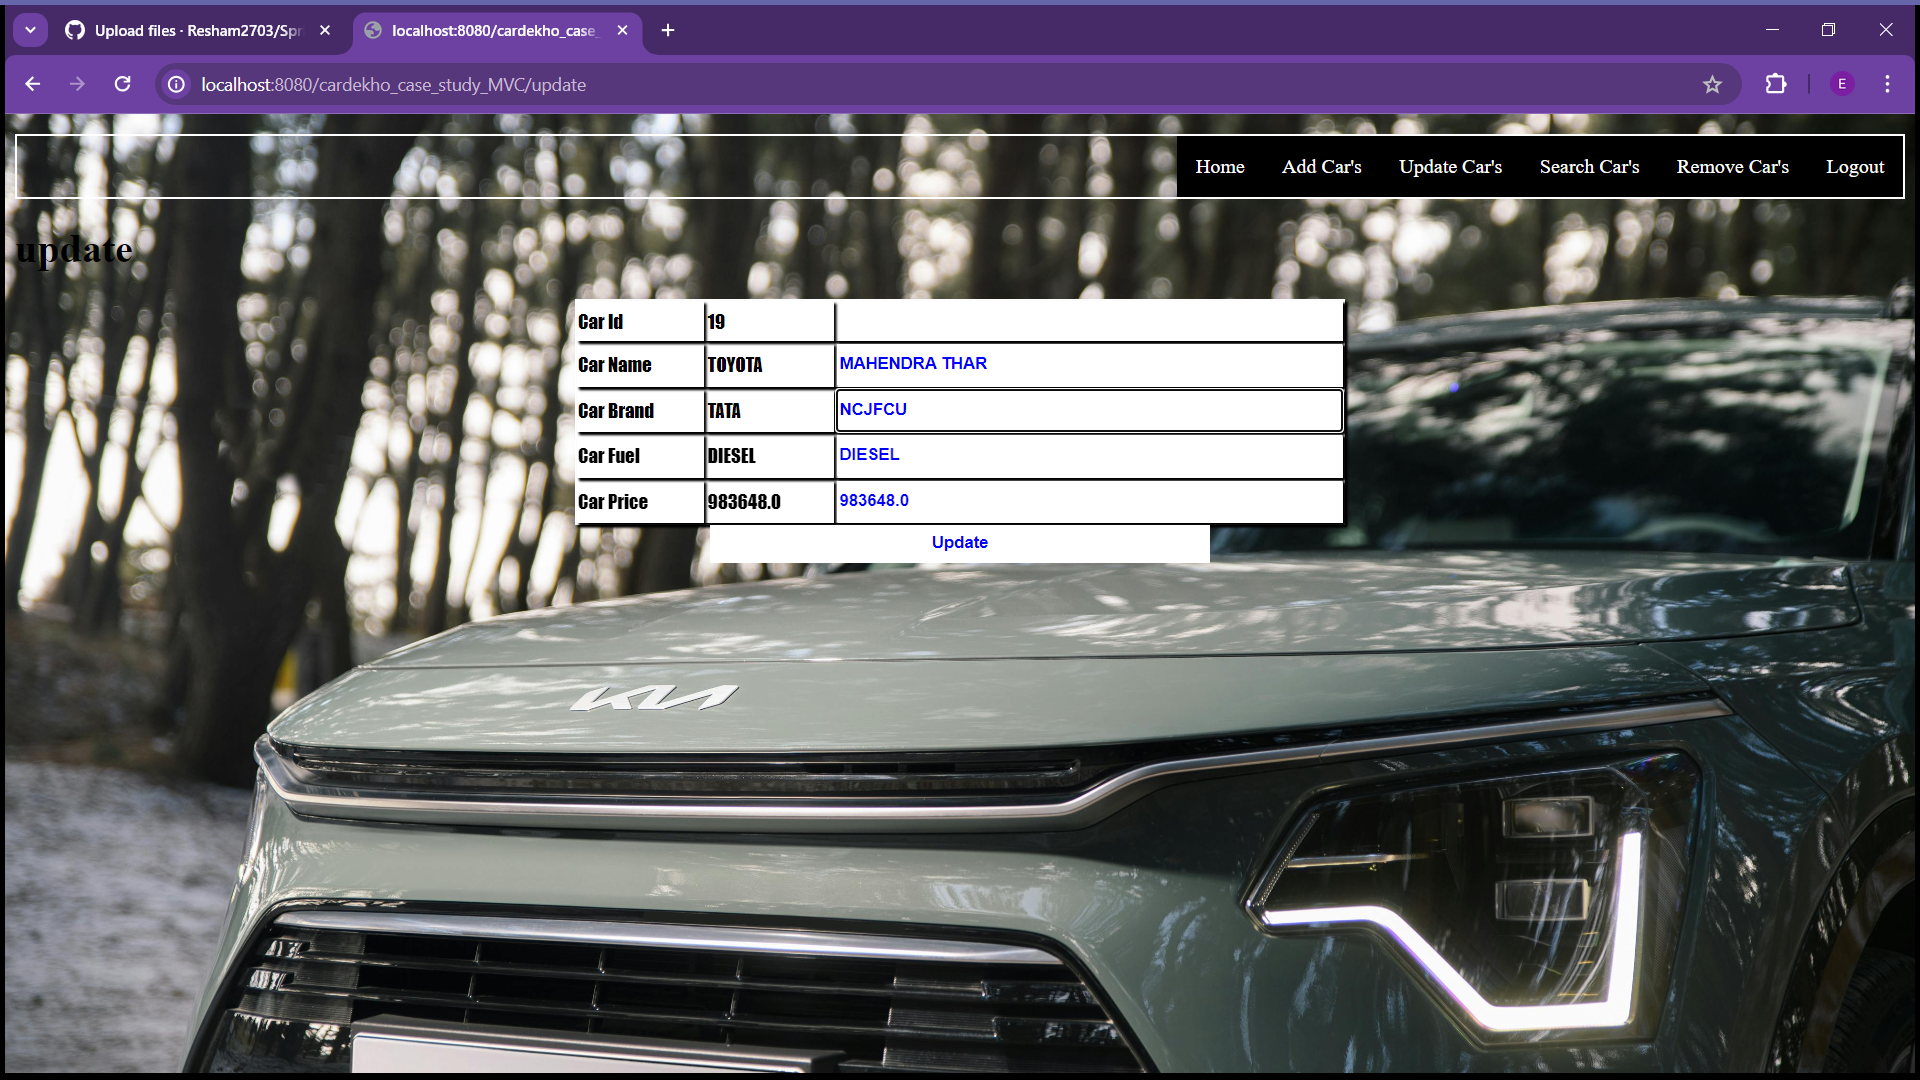 Upload files · Resham2703/Spr
localhost:8080/cardekho_case_
localhost:8080/cardekho_case_study_MVC/update
E
Home Add Car's Update Car's Search Car's Remove Car's Logout
update
Car Id 19
Car Name TOYOTA MAHENDRA THAR
Car Brand TATA NCJFCU
Car Fuel DIESEL DIESEL
Car Price 983648.0 983648.0
Update
KIA